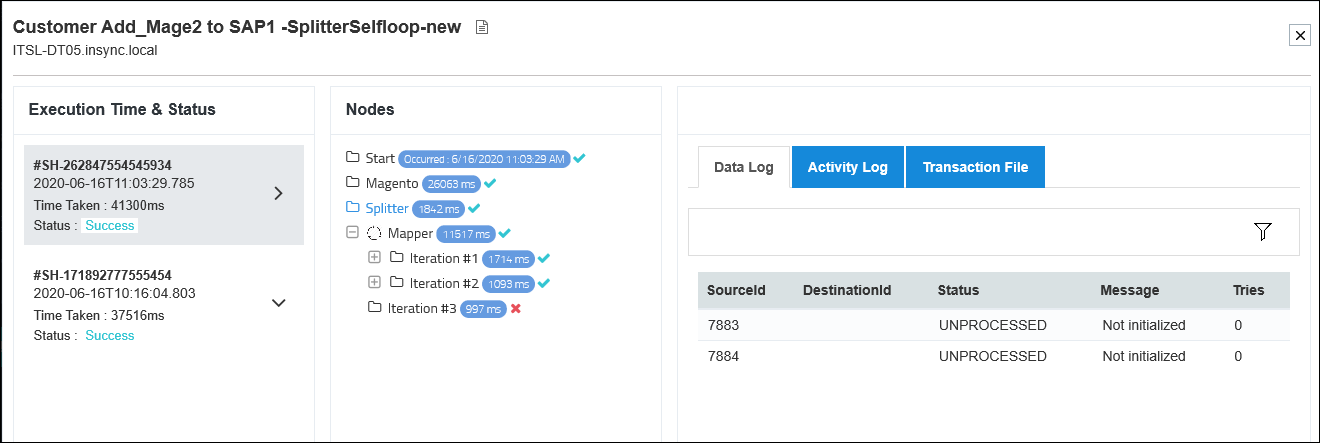 Customer Add_Mage2 to SAP1 -SplitterSelfloop-new
ITSL-DT05.insync.local
Execution Time & Status
#SH-262847554545934
2020-06-16T11:03:29.785
Time Taken : 41300ms
Status : Success
#SH-171892777555454
2020-06-16T10:16:04.803
Time Taken : 37516ms
Status : Success
Nodes
Start Occurred : 6/16/2020 11:03:29 AM
Magento 26063 ms
Splitter 1842 ms
Mapper 11517 ms
Iteration #1 1714 ms
Iteration #2 1093 ms
Iteration #3 997 ms
Data Log Activity Log Transaction File
SourceId DestinationId Status Message Tries
7883 UNPROCESSED Not initialized 0
7884 UNPROCESSED Not initialized 0